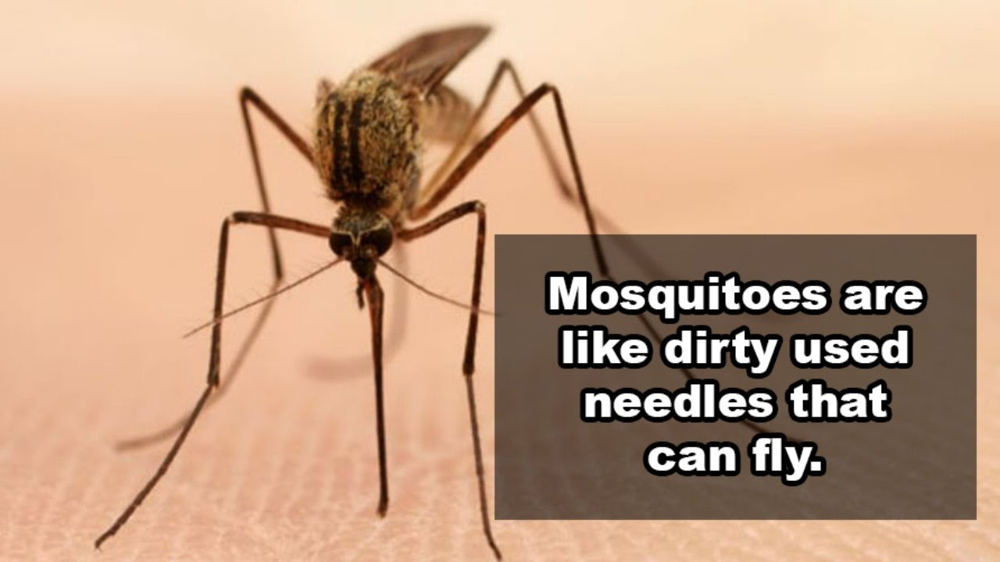 Mosquitoes are
like dirty used
needles that
can fly.